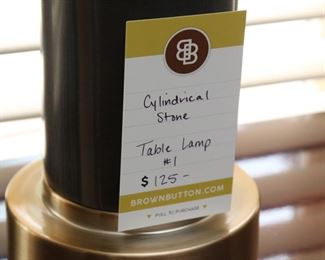 BB
Cylindrical
Stone
Table Lamp
#1
$125-
BROWNBUTTON.COM
PULL TO PURCHASE